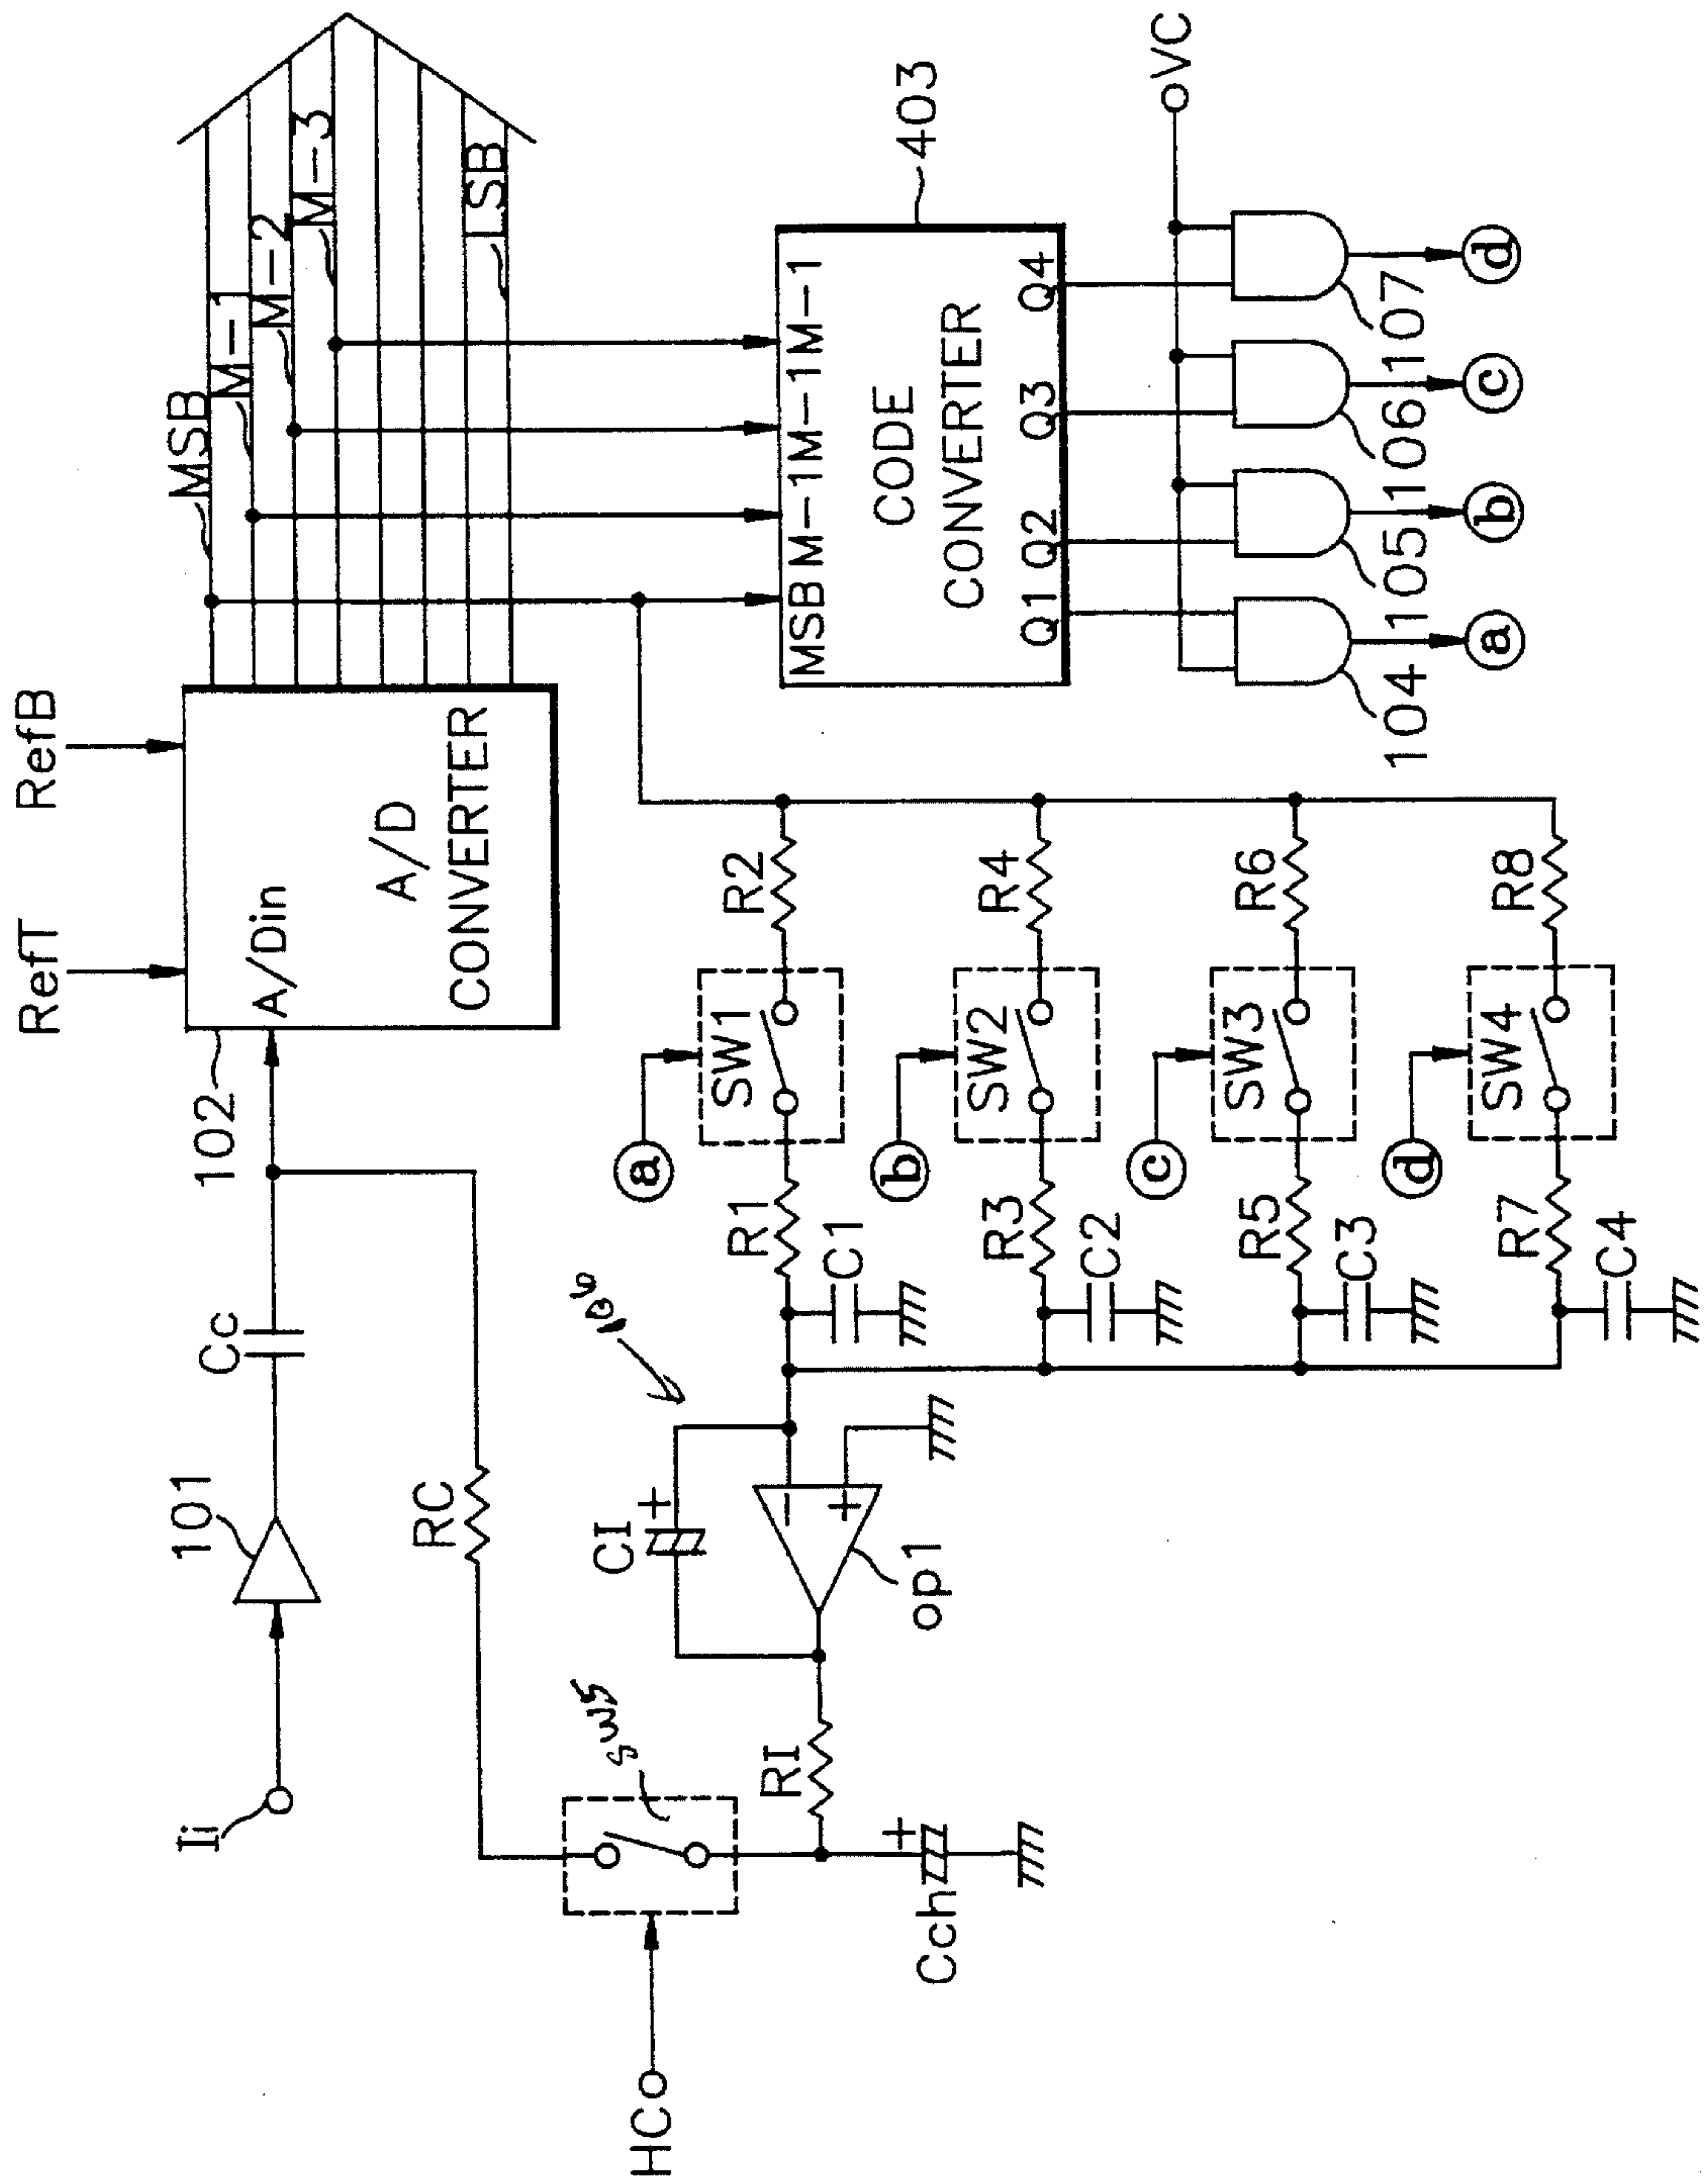 Ii
101
Cc
102
RefT
RefB
A/Din
A/D
CONVERTER
MSB
M-1
M-2
M-3
LSB
RC
HC
SW5
Cch
RI
CI
+
+
op1
-
+
R1
C1
a
SW1
R2
R3
C2
b
SW2
R4
R5
C3
c
SW3
R6
R7
C4
d
SW4
R8
MSB M-1 M-1 M-1
CODE
CONVERTER
Q1 Q2 Q3 Q4
403
VC
104 105 106 107
a b c d